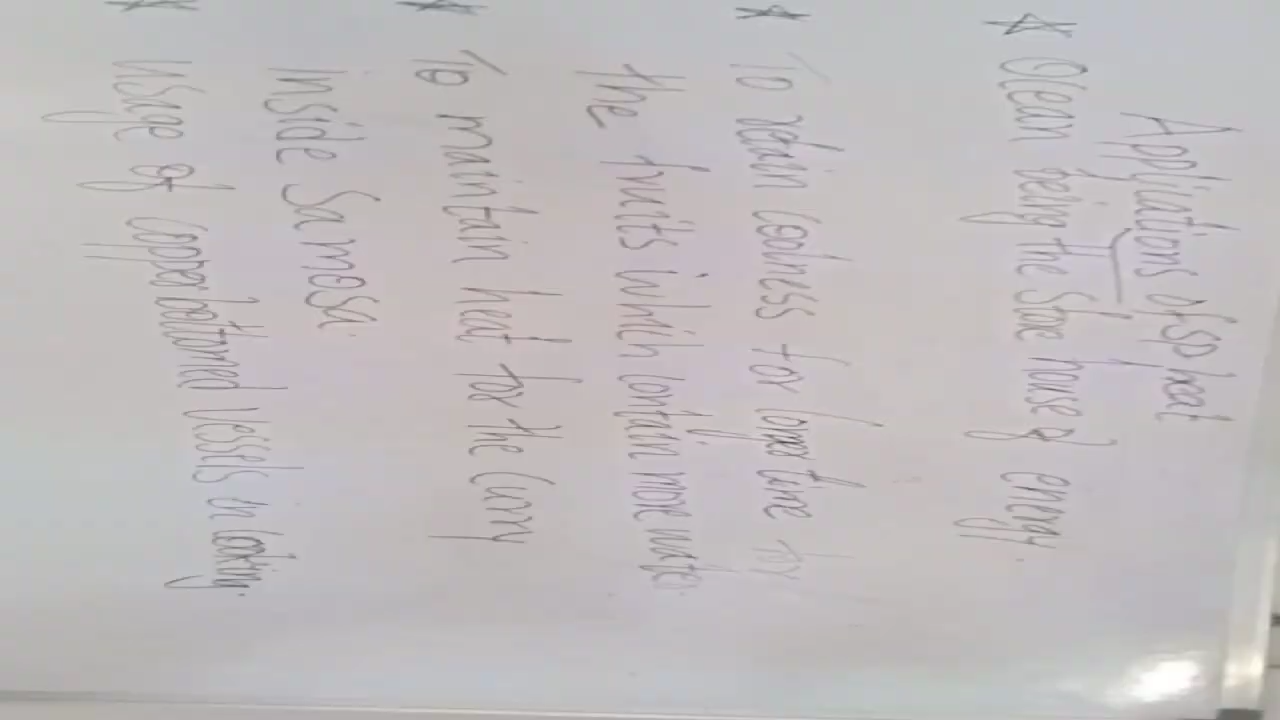 Applications of sp heat
☆ Ocean being the store house of energy.
☆ To retain coolness for longer time by
the fruits which contain more water.
☆ To maintain heat for the curry
inside Samosa.
☆ Usage of copper bottomed vessels in cooking.